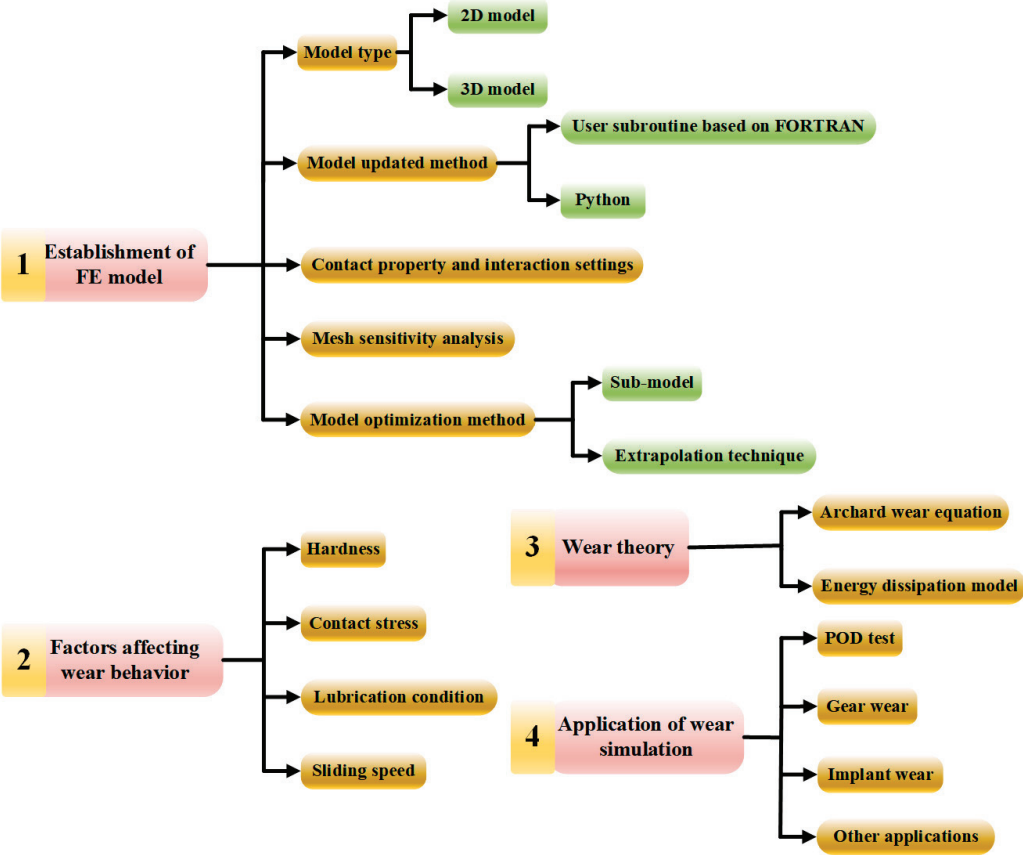 1
Establishment of
FE model
Model type
2D model
3D model
Model updated method
User subroutine based on FORTRAN
Python
Contact property and interaction settings
Mesh sensitivity analysis
Model optimization method
Sub-model
Extrapolation technique
2
Factors affecting
wear behavior
Hardness
Contact stress
Lubrication condition
Sliding speed
3
Wear theory
Archard wear equation
Energy dissipation model
4
Application of wear
simulation
POD test
Gear wear
Implant wear
Other applications